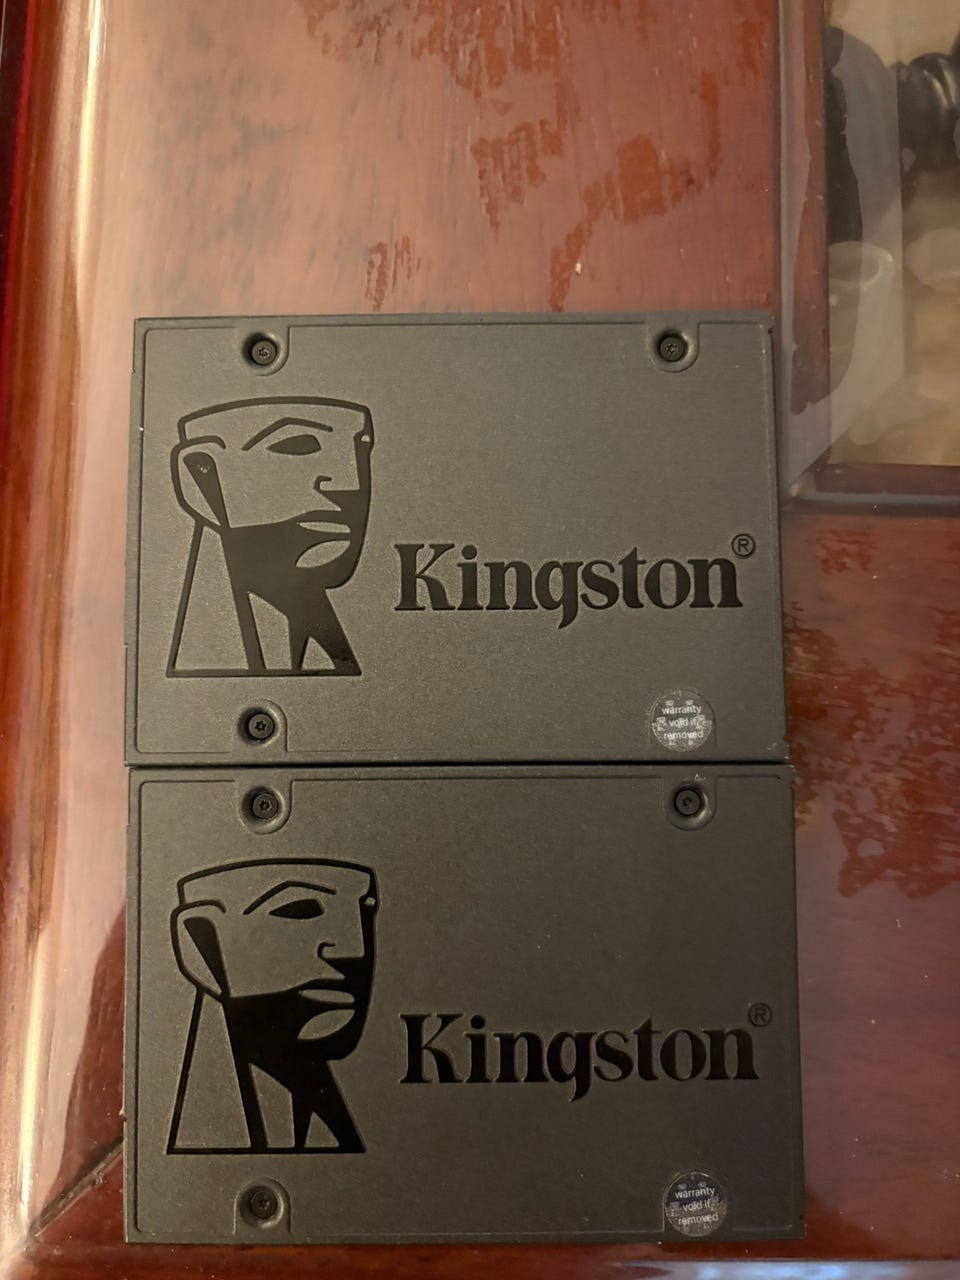 Kingston®
warranty
void if
removed
Kingston®
warranty
void if
removed